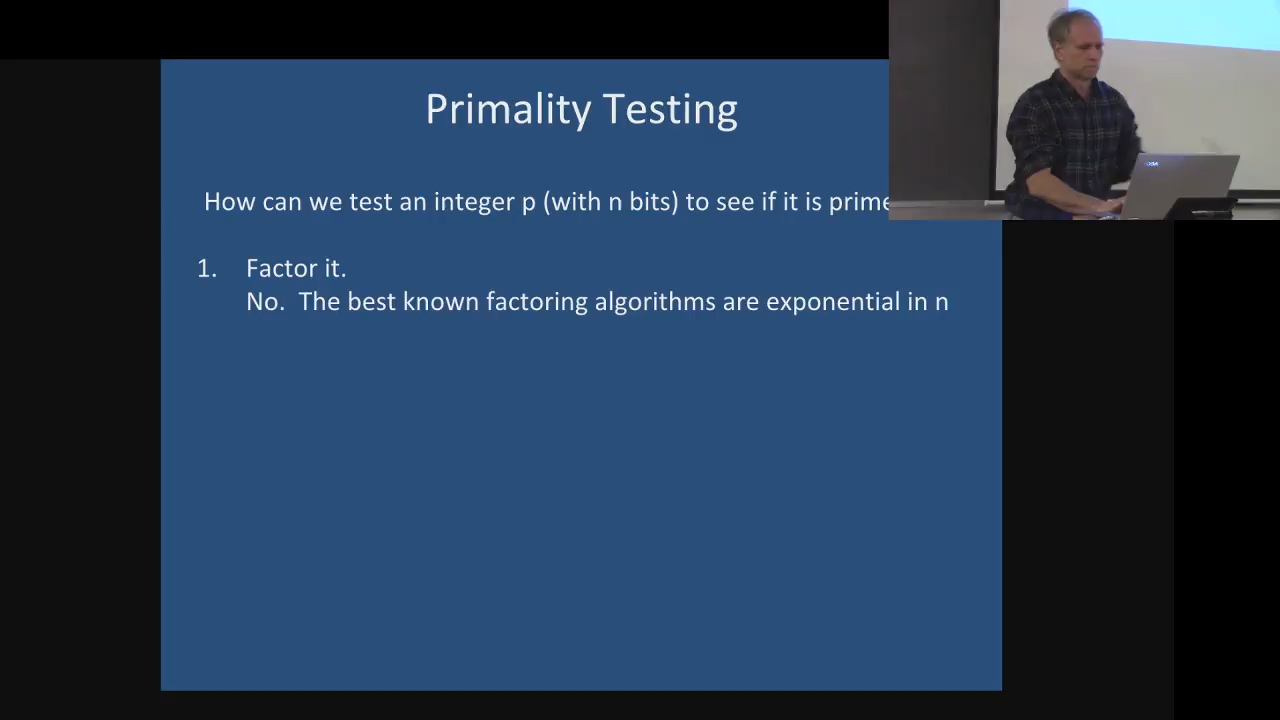 Primality Testing
How can we test an integer p (with n bits) to see if it is prime
1. Factor it.
No. The best known factoring algorithms are exponential in n